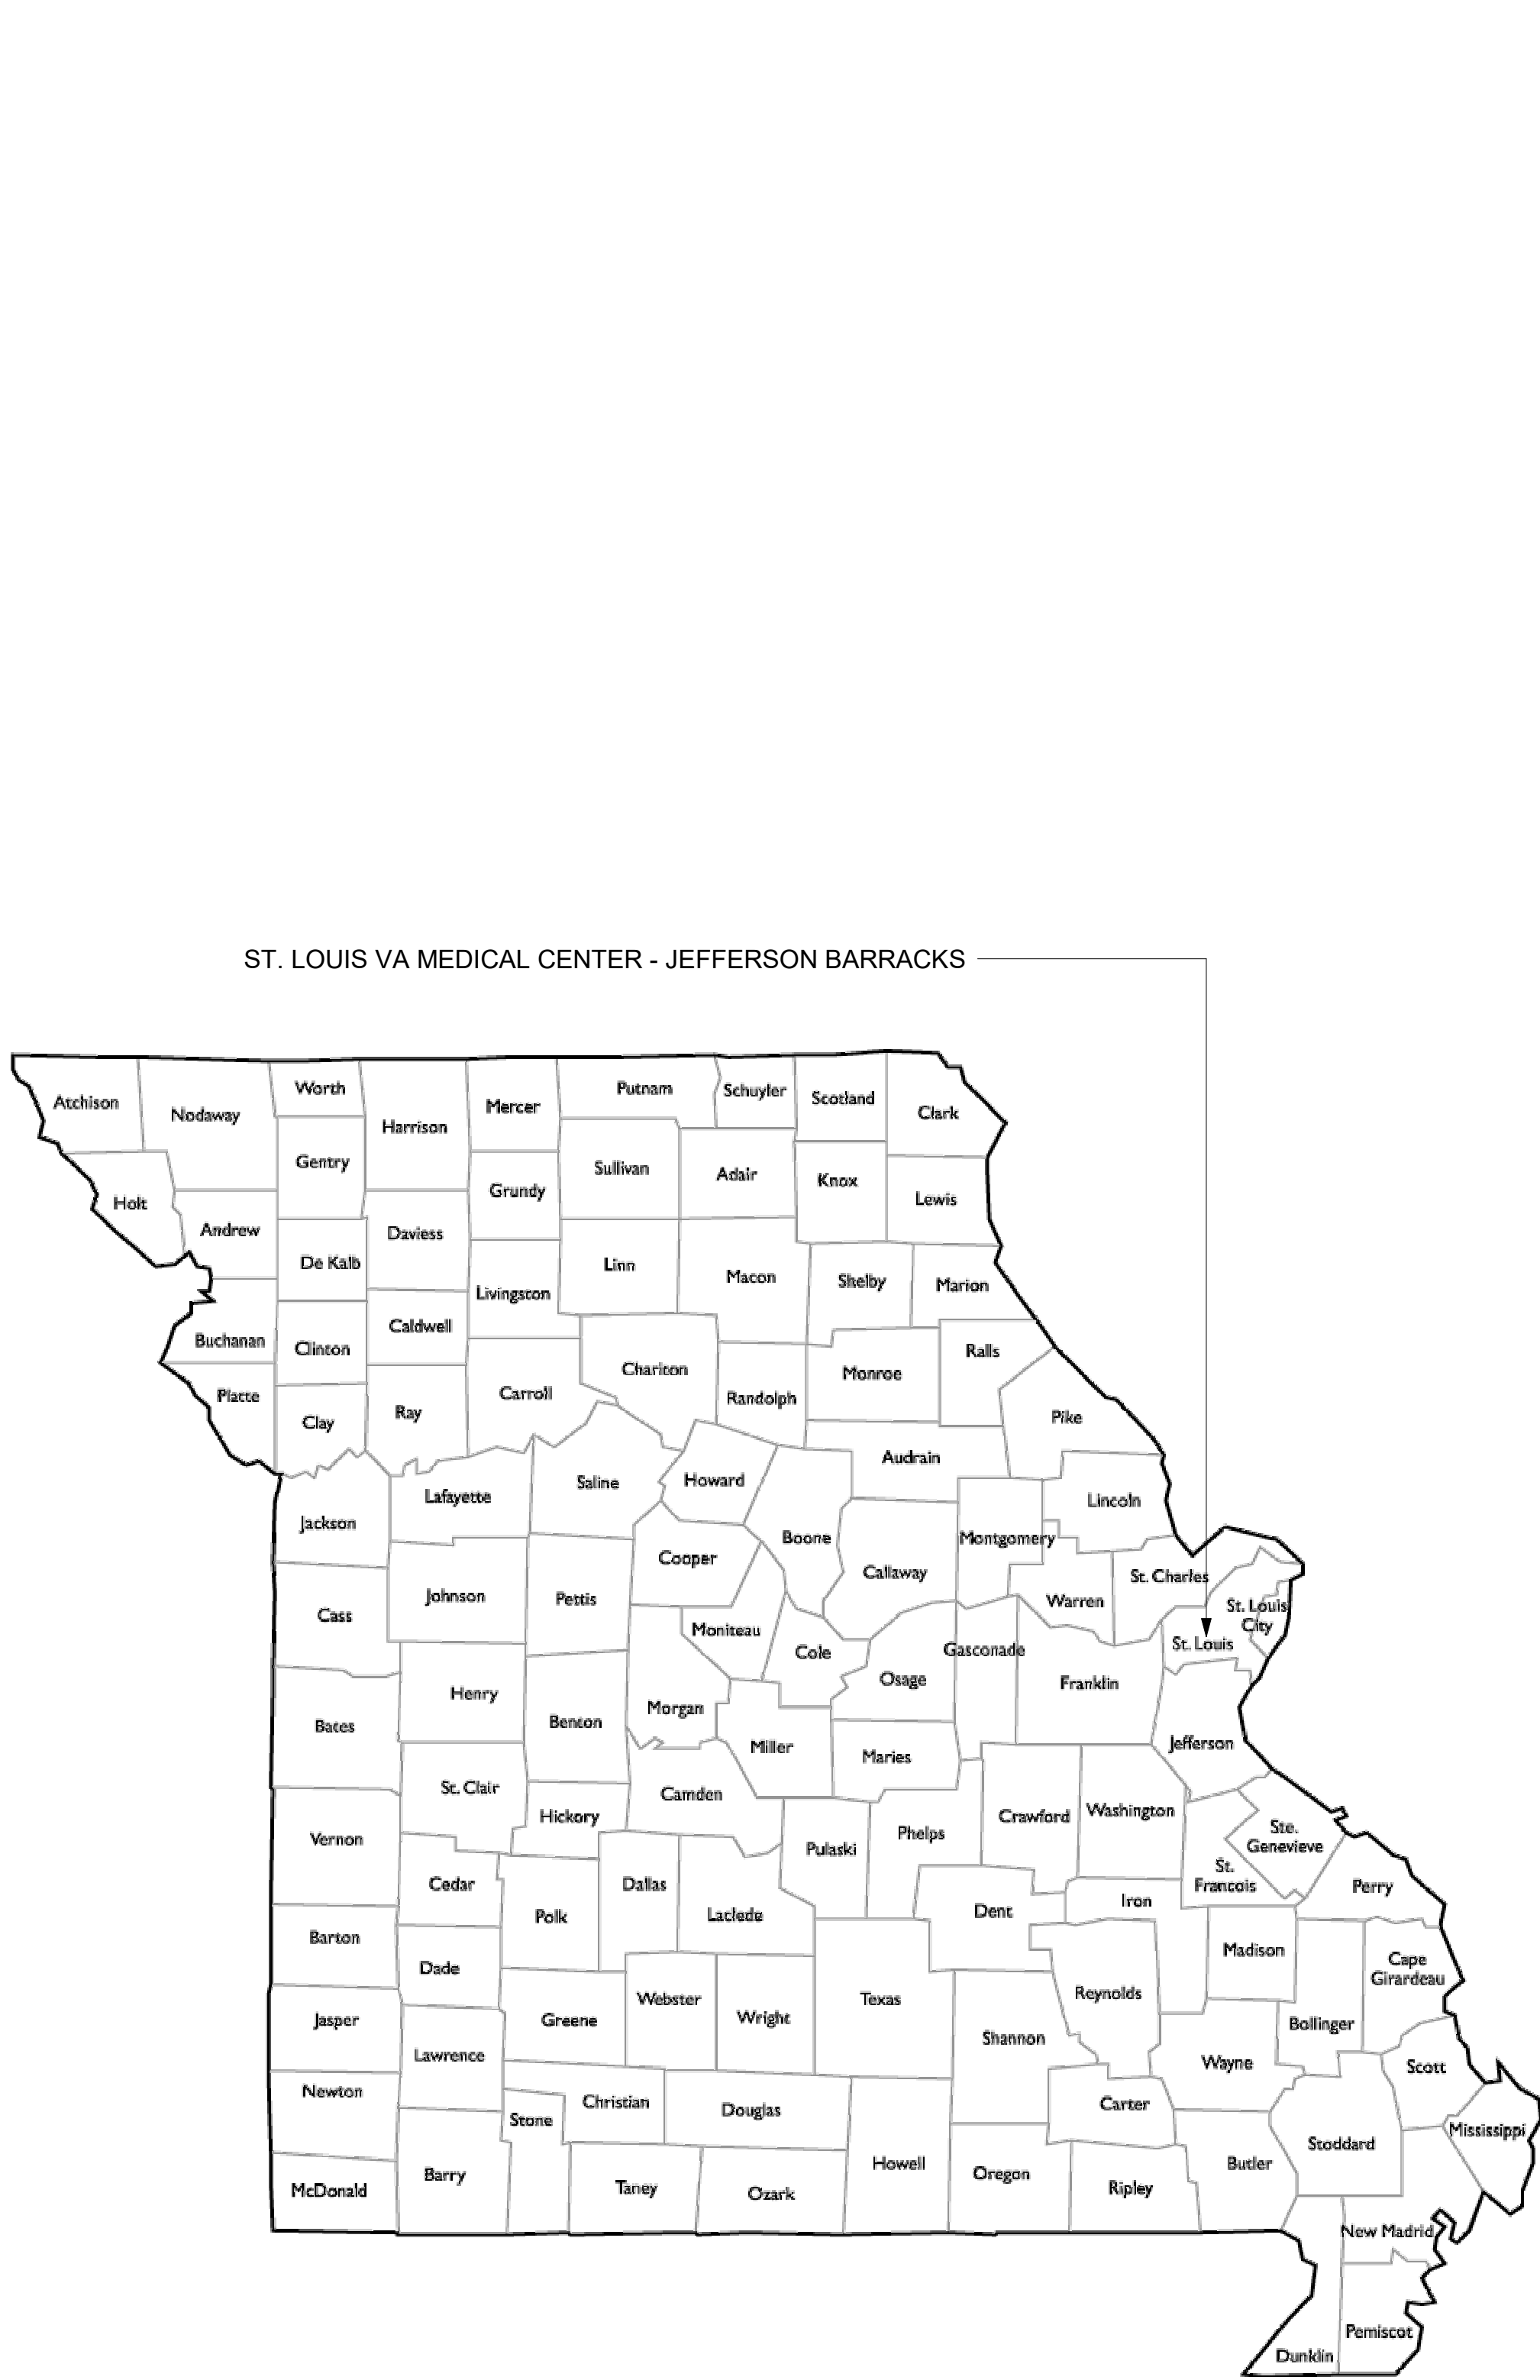 ST. LOUIS VA MEDICAL CENTER - JEFFERSON BARRACKS
Atchison
Nodaway
Worth
Harrison
Mercer
Putnam
Schuyler
Scotland
Clark
Gentry
Sullivan
Adair
Knox
Lewis
Holt
Andrew
Grundy
De Kalb
Daviess
Livingston
Linn
Macon
Shelby
Marion
Buchanan
Clinton
Caldwell
Chariton
Randolph
Monroe
Ralls
Platte
Clay
Ray
Carroll
Pike
Audrain
Saline
Howard
Lafayette
Lincoln
Jackson
Boone
Montgomery
Cooper
Callaway
St. Charles
Johnson
Pettis
Warren
St. Louis
City
Cass
Moniteau
Cole
Gasconade
St. Louis
Osage
Franklin
Henry
Morgan
Bates
Benton
Miller
Maries
Jefferson
St. Clair
Camden
Hickory
Crawford
Washington
Vernon
Pulaski
Phelps
Ste.
Genevieve
St.
Francois
Cedar
Dallas
Perry
Polk
Laclede
Dent
Iron
Barton
Madison
Dade
Cape
Girardeau
Webster
Texas
Reynolds
Jasper
Greene
Wright
Shannon
Bollinger
Lawrence
Wayne
Scott
Newton
Stone
Christian
Douglas
Carter
Mississippi
Stoddard
McDonald
Barry
Taney
Ozark
Howell
Oregon
Ripley
Butler
New Madrid
Pemiscot
Dunklin